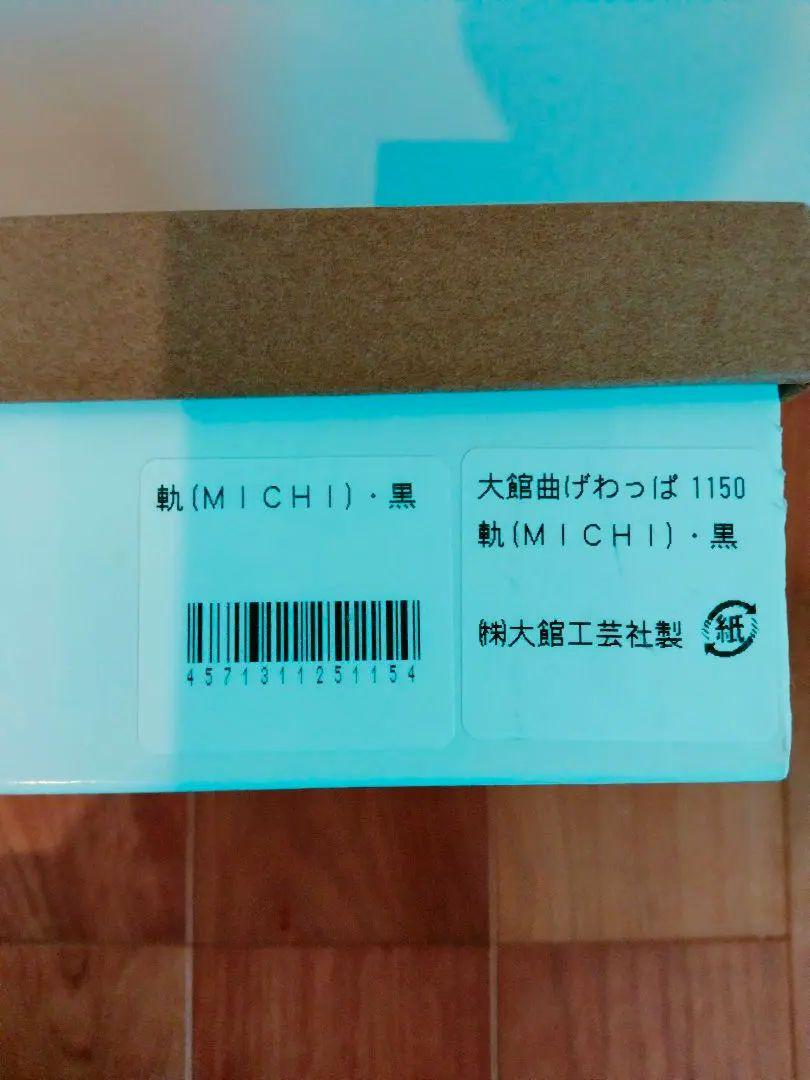 軌(MICHI)・黒
4571311251154
大館曲げわっぱ 1150
軌(MICHI)・黒
㈱大館工芸社製
紙